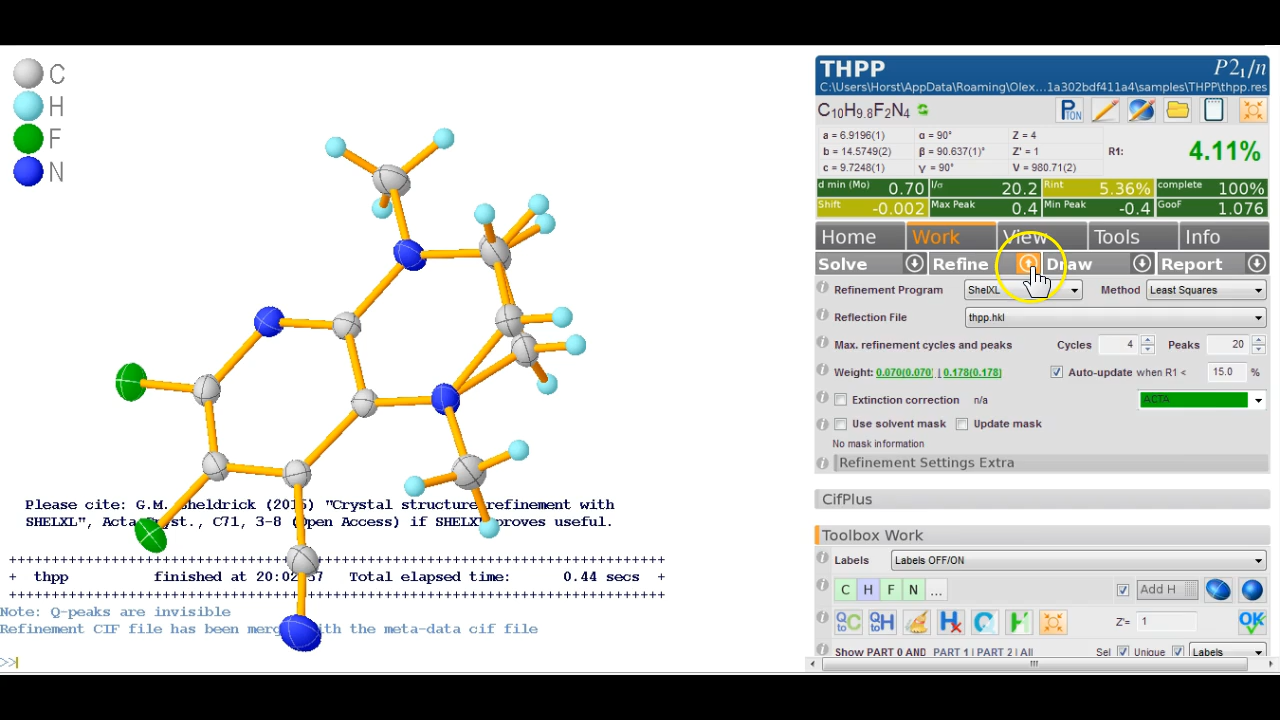 C
H
F
N
Please cite: G.M. Sheldrick (2015) "Crystal structure refinement with
SHELXL", Acta Cryst., C71, 3-8 (Open Access) if SHELXL proves useful.
+ thpp finished at 20:02:57 Total elapsed time: 0.44 secs +
Note: Q-peaks are invisible
Refinement CIF file has been merged with the meta-data cif file
>>
THPP P2₁/n
C:\Users\Horst\AppData\Roaming\Olex...1a302bdf411a4\samples\THPP\thpp.res
C₁₀H₉.₈F₂N₄
PTON
a = 6.9196(1) α = 90° Z = 4
b = 14.5749(2) β = 90.637(1)° Z' = 1 R1: 4.11%
c = 9.7248(1) γ = 90° V = 980.71(2)
d min (Mo) 0.70 I/σ 20.2 Rint 5.36% complete 100%
Shift -0.002 Max Peak 0.4 Min Peak -0.4 GooF 1.076
Home Work View Tools Info
Solve Refine Draw Report
Refinement Program ShelXL Method Least Squares
Reflection File thpp.hkl
Max. refinement cycles and peaks Cycles 4 Peaks 20
Weight: 0.070(0.070) | 0.178(0.178) Auto-update when R1 < 15.0 %
Extinction correction n/a ACTA
Use solvent mask Update mask
No mask information
Refinement Settings Extra
CifPlus
Toolbox Work
Labels Labels OFF/ON
C H F N ... Add H
Q to C Q to H H H Z'= 1 OK
Show PART 0 AND PART 1 | PART 2 | All Sel Unique Labels